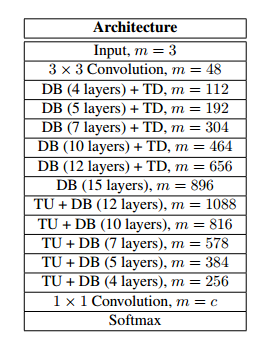 Architecture
Input, m = 3
3 × 3 Convolution, m = 48
DB (4 layers) + TD, m = 112
DB (5 layers) + TD, m = 192
DB (7 layers) + TD, m = 304
DB (10 layers) + TD, m = 464
DB (12 layers) + TD, m = 656
DB (15 layers), m = 896
TU + DB (12 layers), m = 1088
TU + DB (10 layers), m = 816
TU + DB (7 layers), m = 578
TU + DB (5 layers), m = 384
TU + DB (4 layers), m = 256
1 × 1 Convolution, m = c
Softmax